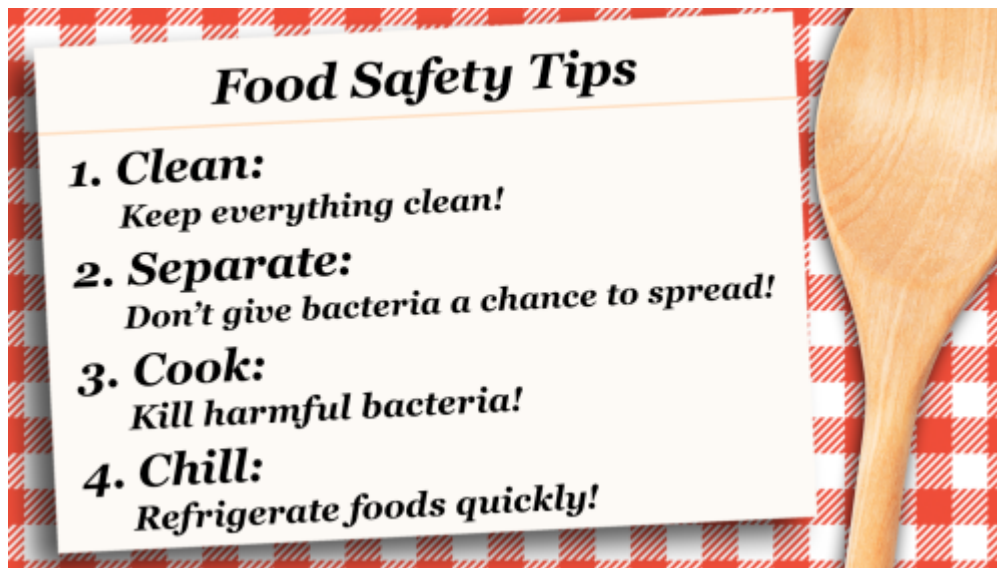 Food Safety Tips
1. Clean:
Keep everything clean!
2. Separate:
Don't give bacteria a chance to spread!
3. Cook:
Kill harmful bacteria!
4. Chill:
Refrigerate foods quickly!